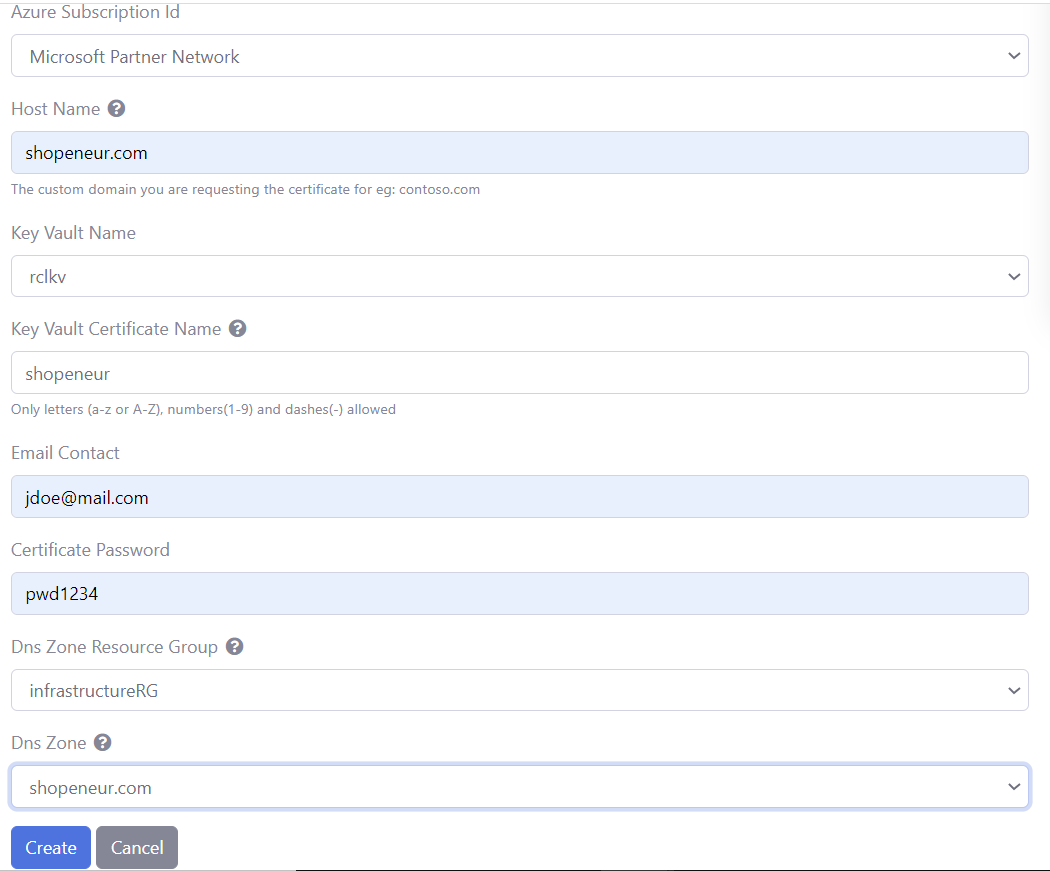 Azure Subscription Id
Microsoft Partner Network
Host Name
shopeneur.com
The custom domain you are requesting the certificate for eg: contoso.com
Key Vault Name
rclkv
Key Vault Certificate Name
shopeneur
Only letters (a-z or A-Z), numbers(1-9) and dashes(-) allowed
Email Contact
jdoe@mail.com
Certificate Password
pwd1234
Dns Zone Resource Group
infrastructureRG
Dns Zone
shopeneur.com
Create Cancel